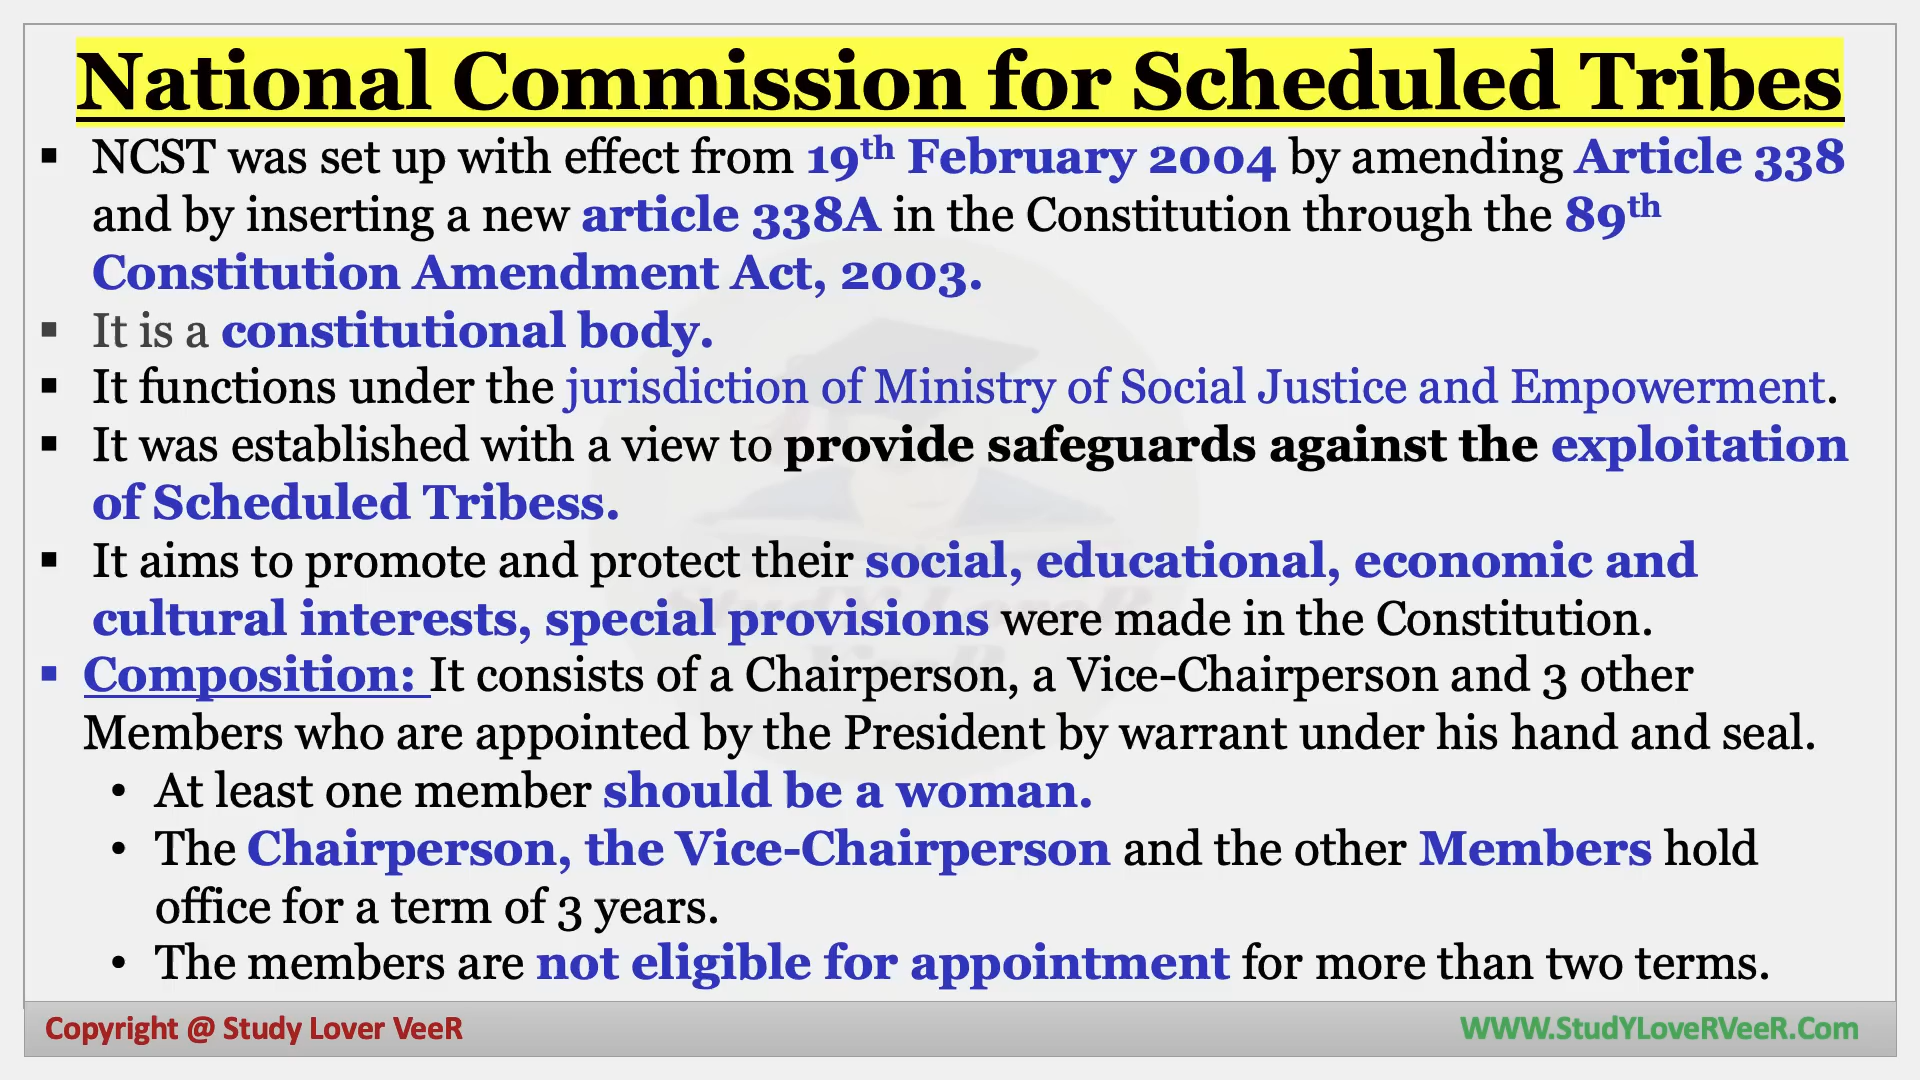 National Commission for Scheduled Tribes
▪ NCST was set up with effect from 19th February 2004 by amending Article 338
and by inserting a new article 338A in the Constitution through the 89th
Constitution Amendment Act, 2003.
▪ It is a constitutional body.
▪ It functions under the jurisdiction of Ministry of Social Justice and Empowerment.
▪ It was established with a view to provide safeguards against the exploitation
of Scheduled Tribess.
▪ It aims to promote and protect their social, educational, economic and
cultural interests, special provisions were made in the Constitution.
▪ Composition: It consists of a Chairperson, a Vice-Chairperson and 3 other
Members who are appointed by the President by warrant under his hand and seal.
• At least one member should be a woman.
• The Chairperson, the Vice-Chairperson and the other Members hold
office for a term of 3 years.
• The members are not eligible for appointment for more than two terms.
StudY LoveR
VeeR
Copyright @ Study Lover VeeR
WWW.StudYLoveRVeeR.Com